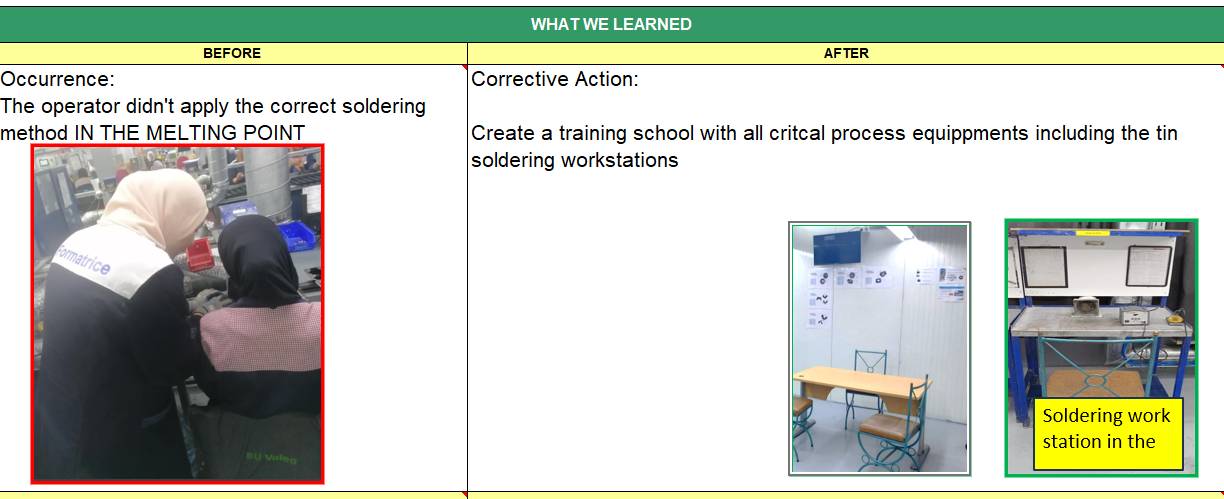 WHAT WE LEARNED
BEFORE
AFTER
Occurrence:
The operator didn't apply the correct soldering
method IN THE MELTING POINT
Formatrice
BU Valeo
Corrective Action:
Create a training school with all critcal process equippments including the tin
soldering workstations
Soldering work
station in the